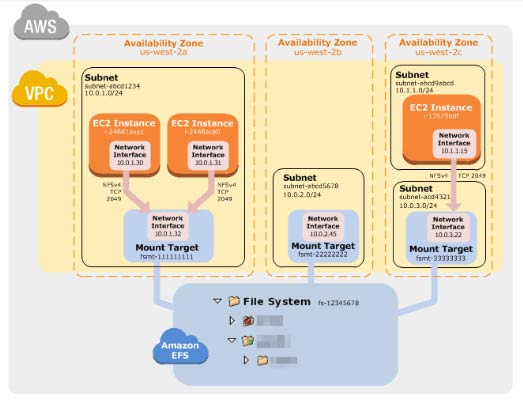 AWS
VPC
Availability Zone
us-west-2a
Subnet
subnet-abcd1234
10.0.1.0/24
EC2 Instance
Network
Interface
10.0.1.30
EC2 Instance
Network
Interface
10.0.1.31
NFSv4
TCP
2049
NFSv4
TCP
2049
Network
Interface
10.0.1.32
Mount Target
fsmt-111111111
Availability Zone
us-west-2b
Subnet
subnet-abcd5678
10.0.2.0/24
Network
Interface
10.0.2.45
Mount Target
fsmt-22222222
Availability Zone
us-west-2c
Subnet
subnet-abcd9abcd
10.1.1.0/24
EC2 Instance
i-13579bdf
Network
Interface
10.1.1.15
NFSv4 TCP 2049
Subnet
subnet-acd4321
10.0.3.0/24
Network
Interface
10.0.3.22
Mount Target
fsmt-33333333
File System fs-12345678
Amazon
EFS